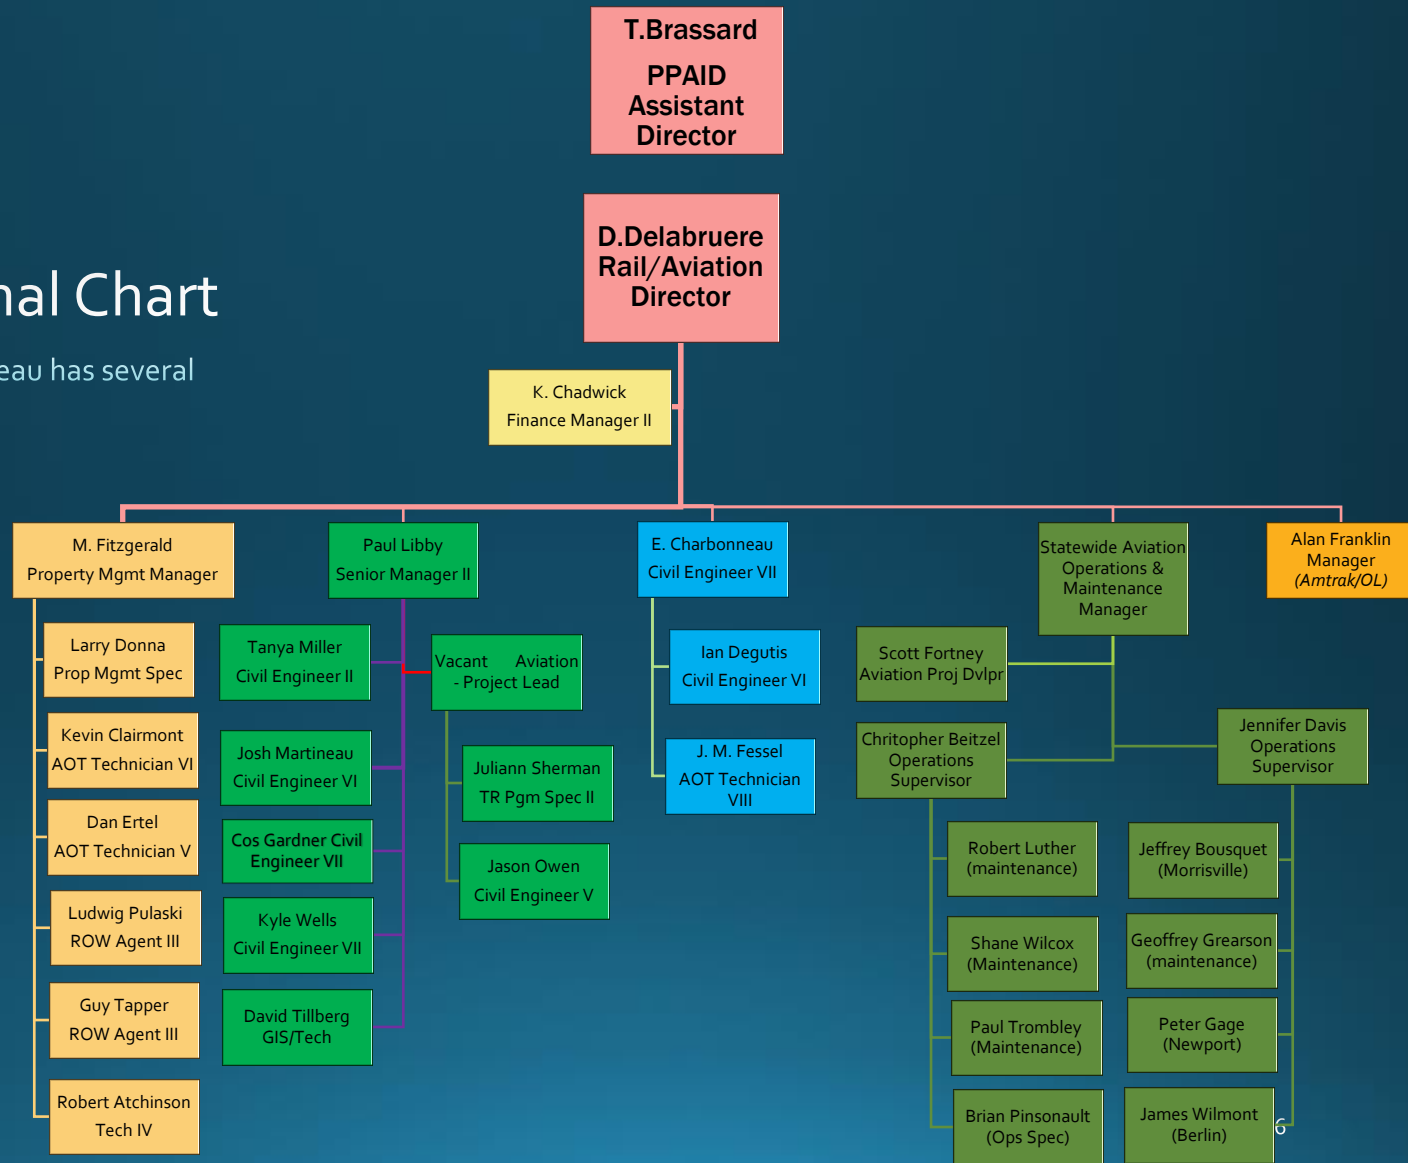 T.Brassard
PPAID
Assistant
Director
D.Delabruere
Rail/Aviation
Director
nal Chart
eau has several
K. Chadwick
Finance Manager II
M. Fitzgerald
Property Mgmt Manager
Larry Donna
Prop Mgmt Spec
Kevin Clairmont
AOT Technician VI
Dan Ertel
AOT Technician V
Ludwig Pulaski
ROW Agent III
Guy Tapper
ROW Agent III
Robert Atchinson
Tech IV
Paul Libby
Senior Manager II
Tanya Miller
Civil Engineer II
Josh Martineau
Civil Engineer VI
Cos Gardner Civil
Engineer VII
Kyle Wells
Civil Engineer VII
David Tillberg
GIS/Tech
Vacant Aviation
- Project Lead
Juliann Sherman
TR Pgm Spec II
Jason Owen
Civil Engineer V
E. Charbonneau
Civil Engineer VII
Ian Degutis
Civil Engineer VI
J. M. Fessel
AOT Technician
VIII
Statewide Aviation
Operations &
Maintenance
Manager
Scott Fortney
Aviation Proj Dvlpr
Chritopher Beitzel
Operations
Supervisor
Robert Luther
(maintenance)
Shane Wilcox
(Maintenance)
Paul Trombley
(Maintenance)
Brian Pinsonault
(Ops Spec)
Jennifer Davis
Operations
Supervisor
Jeffrey Bousquet
(Morrisville)
Geoffrey Grearson
(maintenance)
Peter Gage
(Newport)
James Wilmont
(Berlin)
Alan Franklin
Manager
(Amtrak/OL)
6